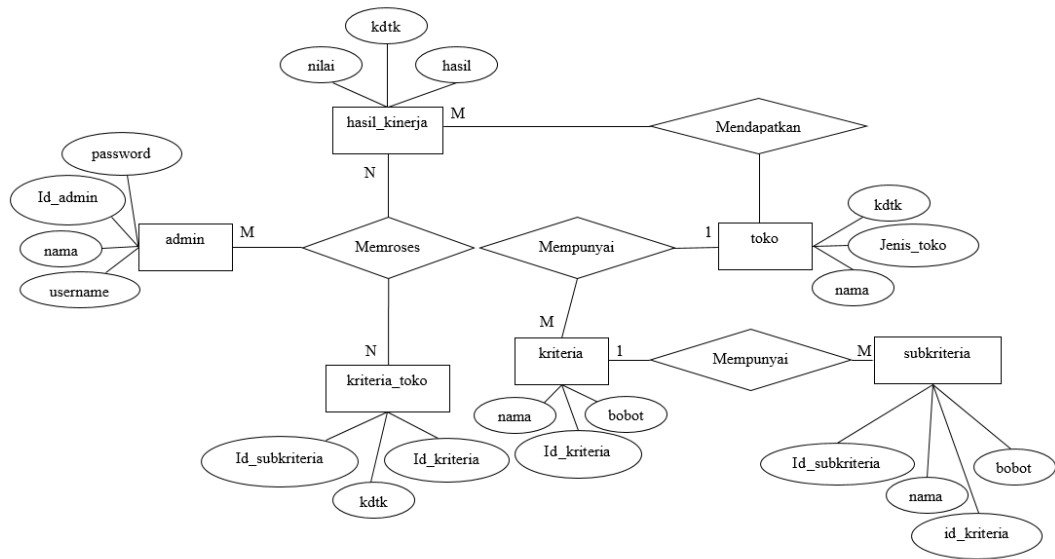 kdtk
nilai
hasil
hasil_kinerja
M
Mendapatkan
N
password
Id_admin
nama
username
admin
M
Memroses
Mempunyai
1
toko
kdtk
Jenis_toko
nama
N
M
kriteria_toko
kriteria
1
Mempunyai
M
subkriteria
nama
bobot
Id_kriteria
Id_subkriteria
Id_kriteria
kdtk
Id_subkriteria
nama
bobot
id_kriteria